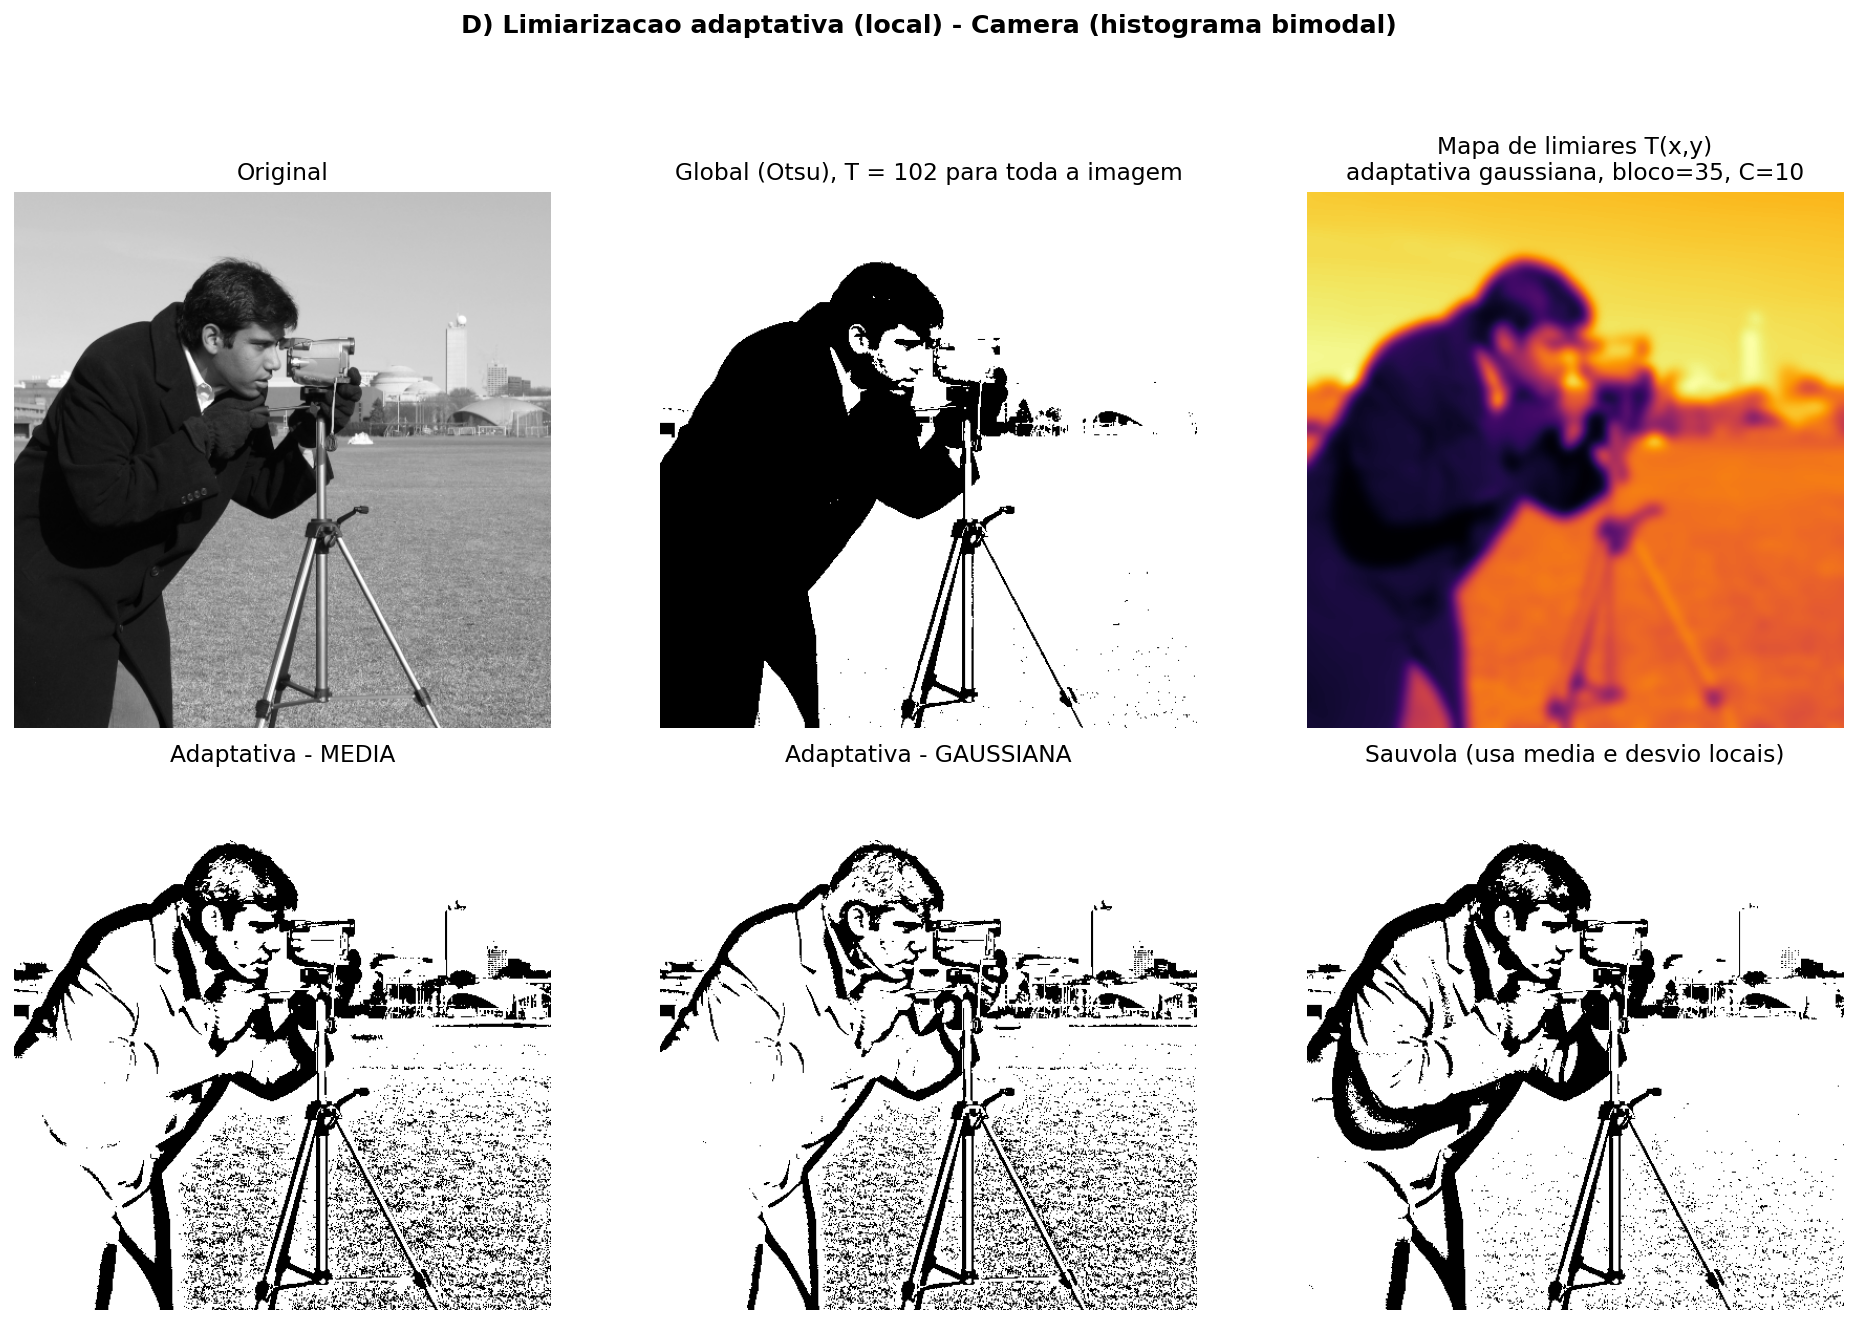 D) Limiarizacao adaptativa (local) - Camera (histograma bimodal)
Original
Global (Otsu), T = 102 para toda a imagem
Mapa de limiares T(x,y)
adaptativa gaussiana, bloco=35, C=10
Adaptativa - MEDIA
Adaptativa - GAUSSIANA
Sauvola (usa media e desvio locais)